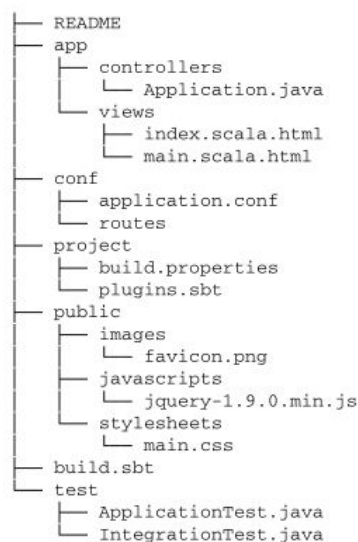 ├── README
├── app
│   ├── controllers
│   │   └── Application.java
│   └── views
│       ├── index.scala.html
│       └── main.scala.html
├── conf
│   ├── application.conf
│   └── routes
├── project
│   ├── build.properties
│   └── plugins.sbt
├── public
│   ├── images
│   │   └── favicon.png
│   ├── javascripts
│   │   └── jquery-1.9.0.min.js
│   └── stylesheets
│       └── main.css
├── build.sbt
└── test
    ├── ApplicationTest.java
    └── IntegrationTest.java